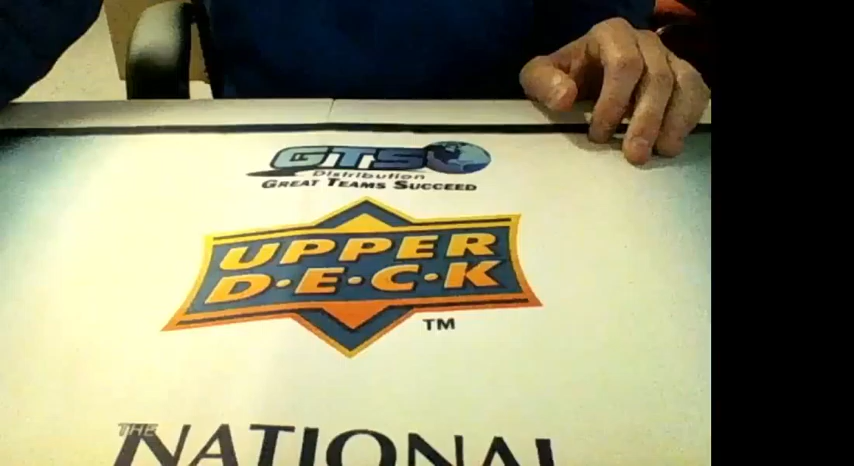 GTS
Distribution
GREAT TEAMS SUCCEED
UPPER
D·E·C·K
TM
THE NATIONAL